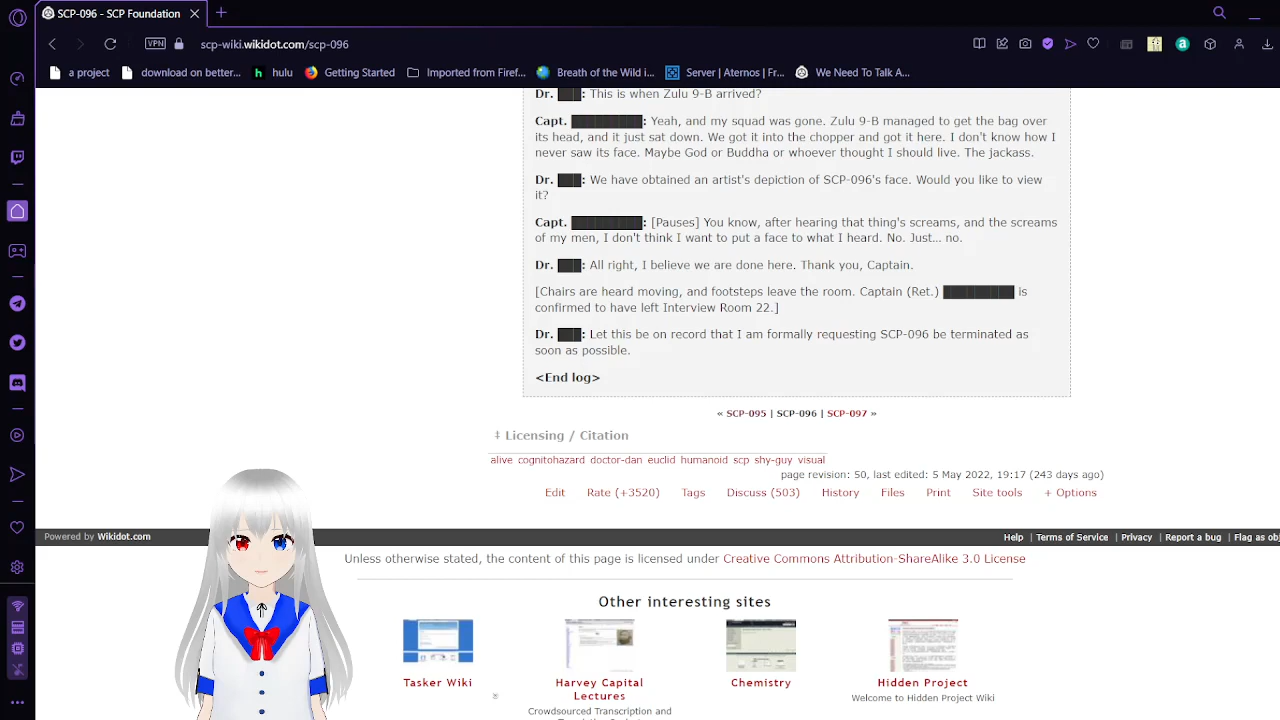 SCP-096 - SCP Foundation
VPN
scp-wiki.wikidot.com/scp-096
a project
download on better...
hulu
Getting Started
Imported from Firef...
Breath of the Wild i...
Server | Aternos | Fr...
We Need To Talk A...
Dr. ███: This is when Zulu 9-B arrived?
Capt. █████████: Yeah, and my squad was gone. Zulu 9-B managed to get the bag over
its head, and it just sat down. We got it into the chopper and got it here. I don't know how I
never saw its face. Maybe God or Buddha or whoever thought I should live. The jackass.
Dr. ███: We have obtained an artist's depiction of SCP-096's face. Would you like to view
it?
Capt. █████████: [Pauses] You know, after hearing that thing's screams, and the screams
of my men, I don't think I want to put a face to what I heard. No. Just... no.
Dr. ███: All right, I believe we are done here. Thank you, Captain.
[Chairs are heard moving, and footsteps leave the room. Captain (Ret.) █████████ is
confirmed to have left Interview Room 22.]
Dr. ███: Let this be on record that I am formally requesting SCP-096 be terminated as
soon as possible.
<End log>
« SCP-095 | SCP-096 | SCP-097 »
‡ Licensing / Citation
alive cognitohazard doctor-dan euclid humanoid scp shy-guy visual
page revision: 50, last edited: 5 May 2022, 19:17 (243 days ago)
Edit Rate (+3520) Tags Discuss (503) History Files Print Site tools + Options
Powered by Wikidot.com
Help | Terms of Service | Privacy | Report a bug | Flag as obj
Unless otherwise stated, the content of this page is licensed under Creative Commons Attribution-ShareAlike 3.0 License
Other interesting sites
Tasker Wiki
Harvey Capital
Lectures
Crowdsourced Transcription and
Chemistry
Hidden Project
Welcome to Hidden Project Wiki